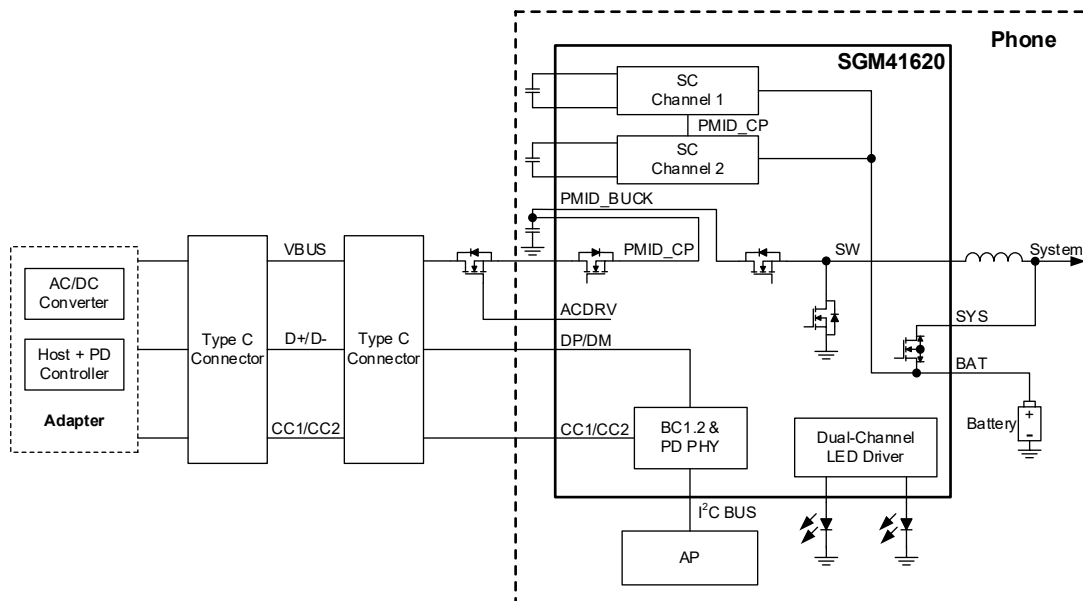 Phone
SGM41620
SC
Channel 1
PMID_CP
SC
Channel 2
PMID_BUCK
PMID_CP
VBUS
SW
System
AC/DC
Converter
ACDRV
SYS
Type C
Connector
D+/D-
Type C
Connector
DP/DM
Host + PD
Controller
BAT
Adapter
CC1/CC2
CC1/CC2
BC1.2 &
PD PHY
Dual-Channel
LED Driver
Battery
+
-
I²C BUS
AP